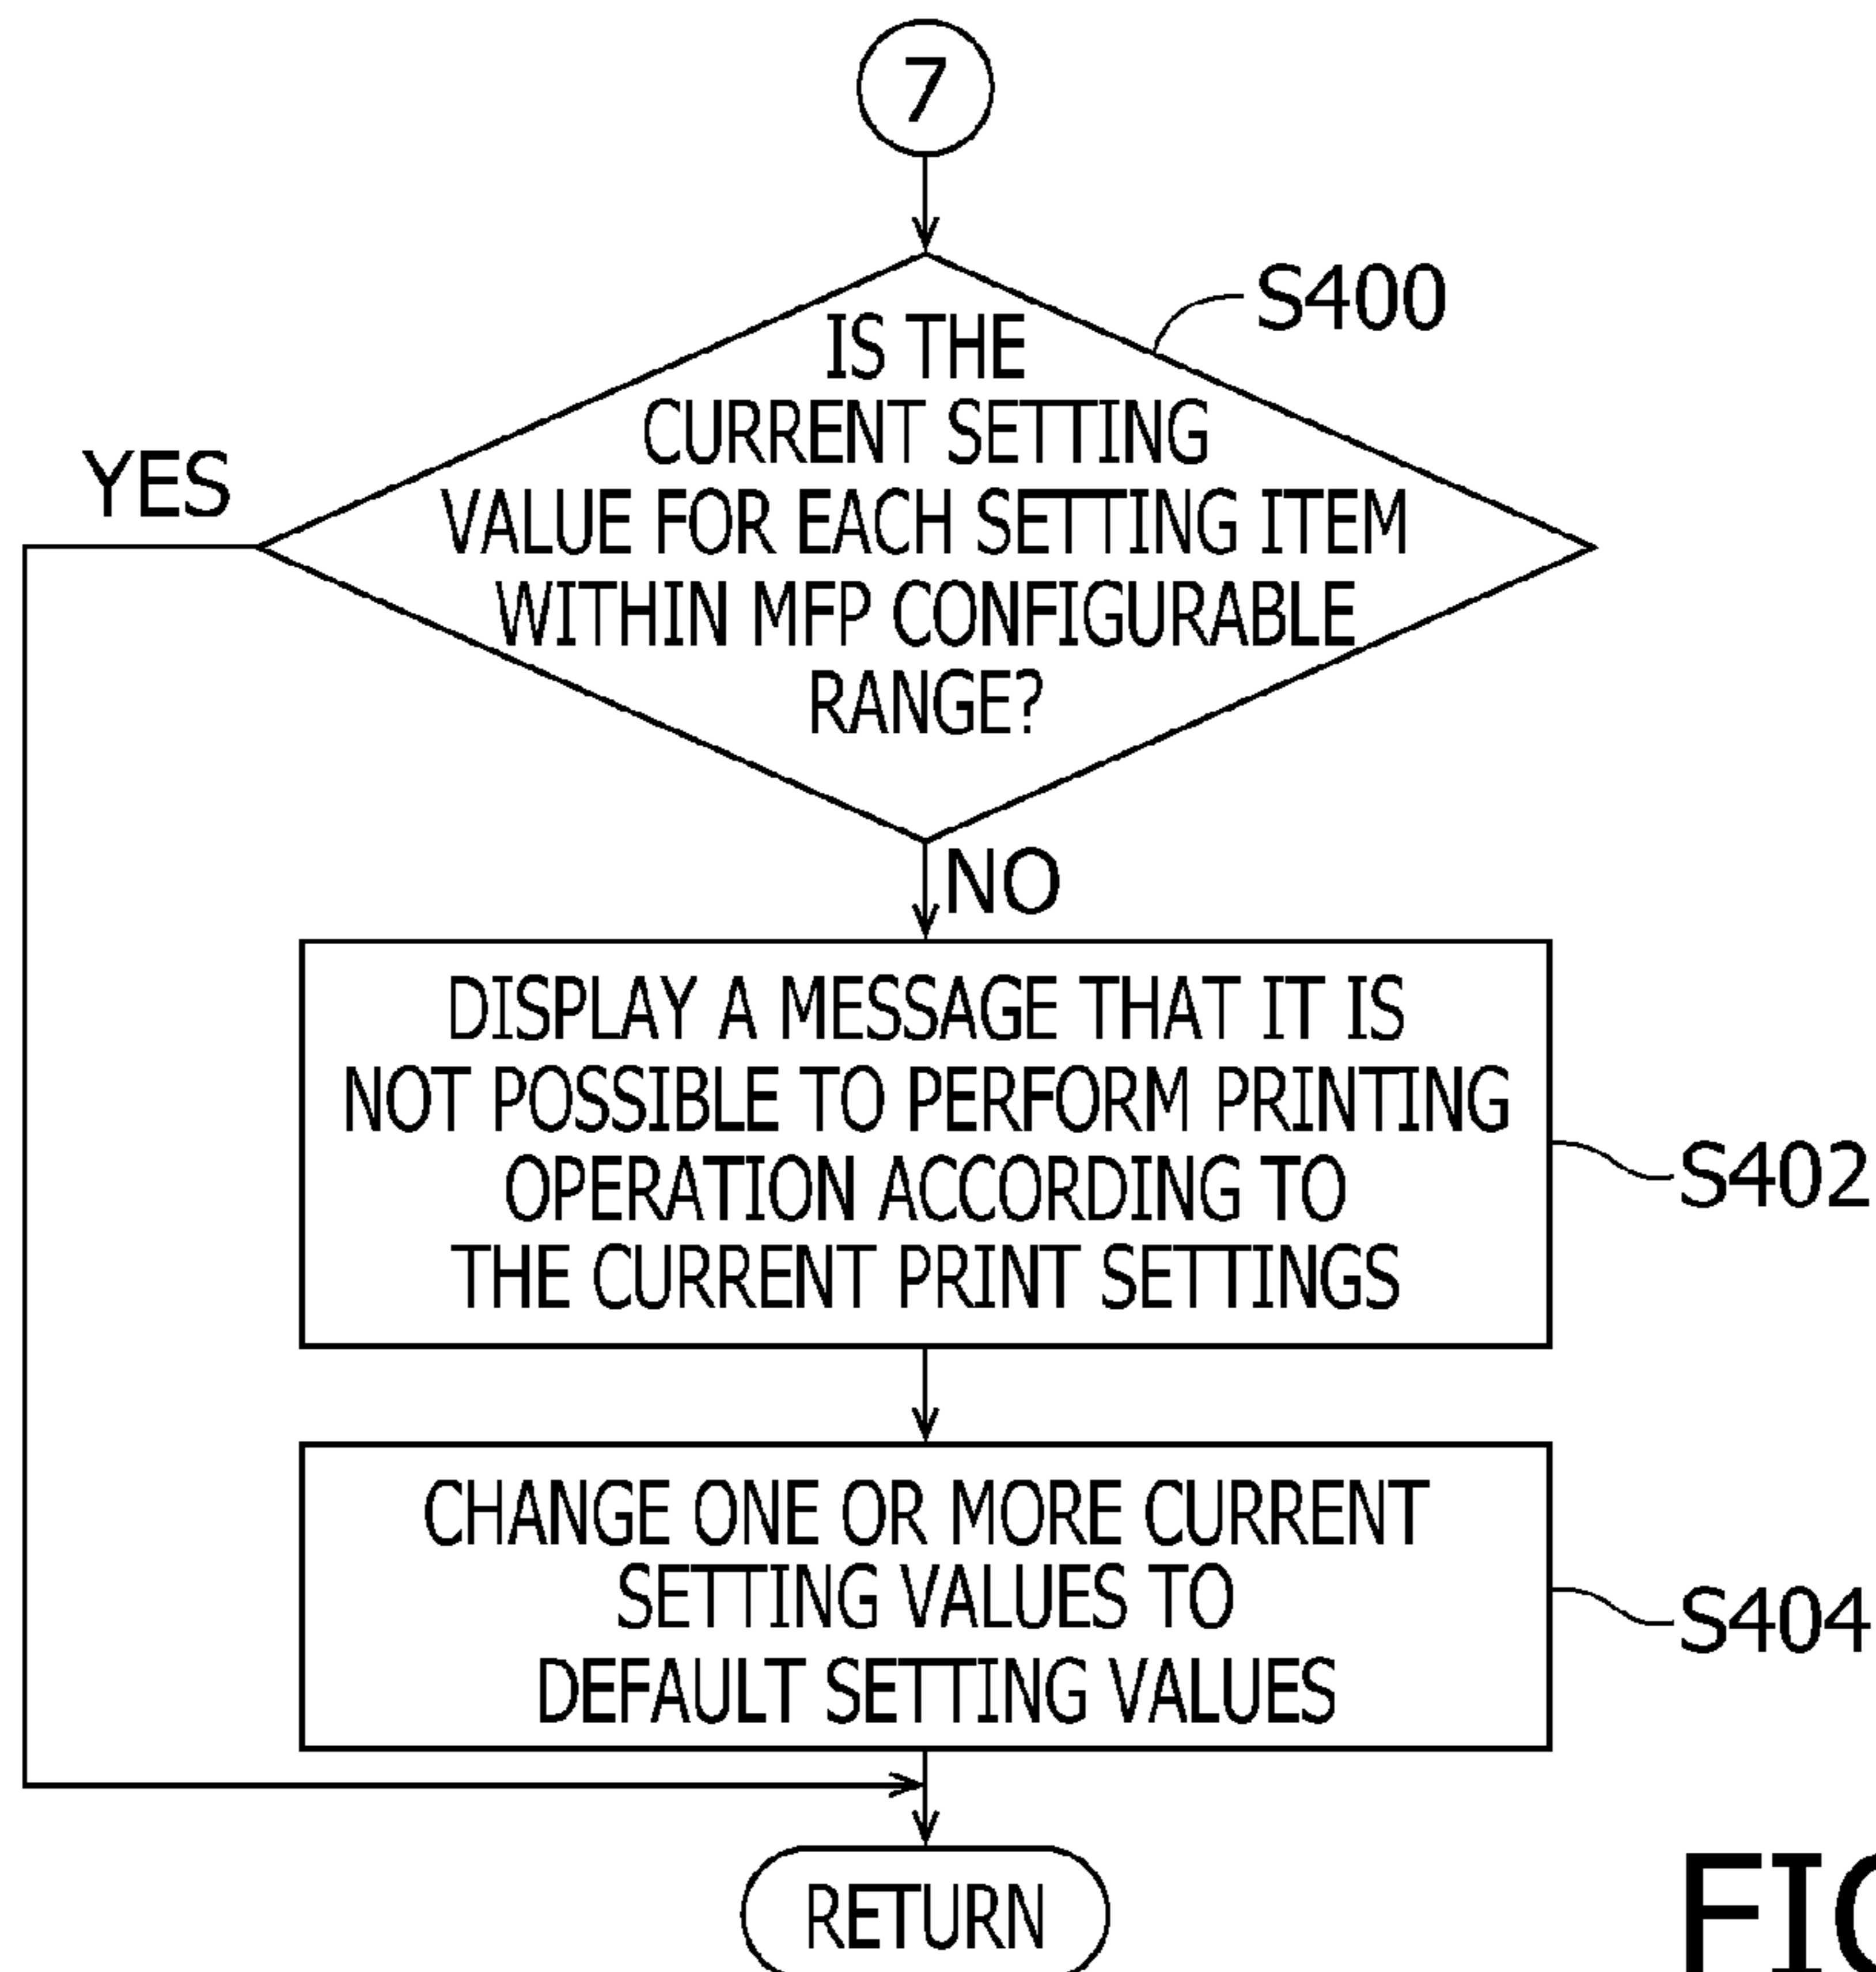 7
S400
IS THE
CURRENT SETTING
VALUE FOR EACH SETTING ITEM
WITHIN MFP CONFIGURABLE
RANGE?
YES
NO
DISPLAY A MESSAGE THAT IT IS
NOT POSSIBLE TO PERFORM PRINTING
OPERATION ACCORDING TO
THE CURRENT PRINT SETTINGS
S402
CHANGE ONE OR MORE CURRENT
SETTING VALUES TO
DEFAULT SETTING VALUES
S404
RETURN